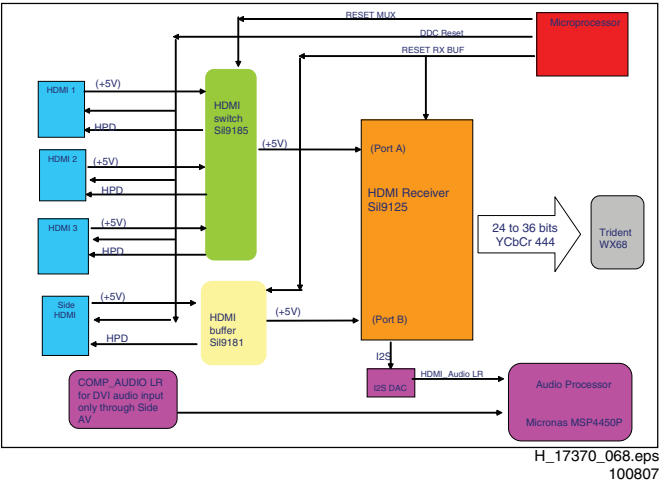 RESET MUX
Microprocessor
DDC Reset
RESET RX BUF
HDMI 1
(+5V)
HPD
HDMI
switch
Sil9185
HDMI 2
(+5V)
HPD
(+5V)
(Port A)
HDMI Receiver
Sil9125
HDMI 3
(+5V)
HPD
24 to 36 bits
YCbCr 444
Trident
WX68
Side
HDMI
(+5V)
HPD
HDMI
buffer
Sil9181
(+5V)
(Port B)
I2S
HDMI_Audio LR
I2S DAC
COMP_AUDIO LR
for DVI audio input
only through Side
AV
Audio Processor
Micronas MSP4450P
H_17370_068.eps
100807